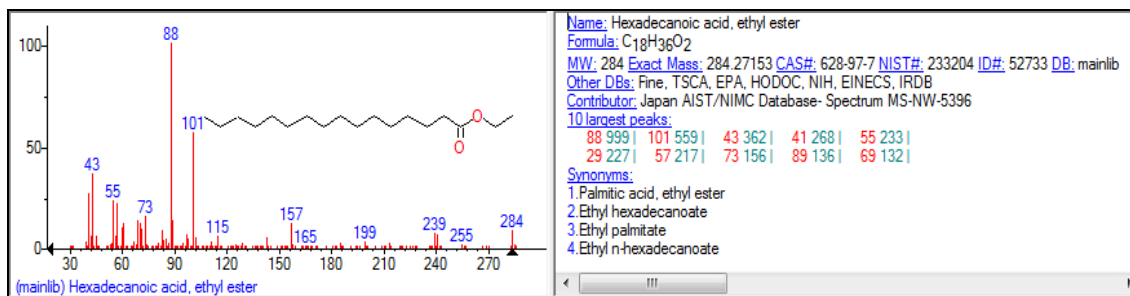 100
50
0
43
55
73
88
101
115
157
165
199
239
255
284
O
O
30 60 90 120 150 180 210 240 270
(mainlib) Hexadecanoic acid, ethyl ester
Name: Hexadecanoic acid, ethyl ester
Formula: C18H36O2
MW: 284 Exact Mass: 284.27153 CAS#: 628-97-7 NIST#: 233204 ID#: 52733 DB: mainlib
Other DBs: Fine, TSCA, EPA, HODOC, NIH, EINECS, IRDB
Contributor: Japan AIST/NIMC Database- Spectrum MS-NW-5396
10 largest peaks:
88 999 | 101 559 | 43 362 | 41 268 | 55 233 |
29 227 | 57 217 | 73 156 | 89 136 | 69 132 |
Synonyms:
1.Palmitic acid, ethyl ester
2.Ethyl hexadecanoate
3.Ethyl palmitate
4.Ethyl n-hexadecanoate